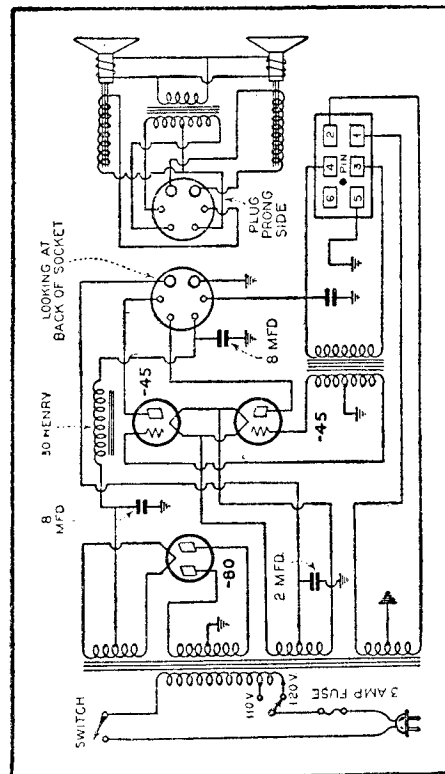 PLUG
PRONG
SIDE
LOOKING AT
BACK OF SOCKET
2
1
4
3
PIN
6
5
8 MFD
30 HENRY
-45
-45
8
MFD
-80
2 MFD.
SWITCH
110V
120V
3 AMP FUSE